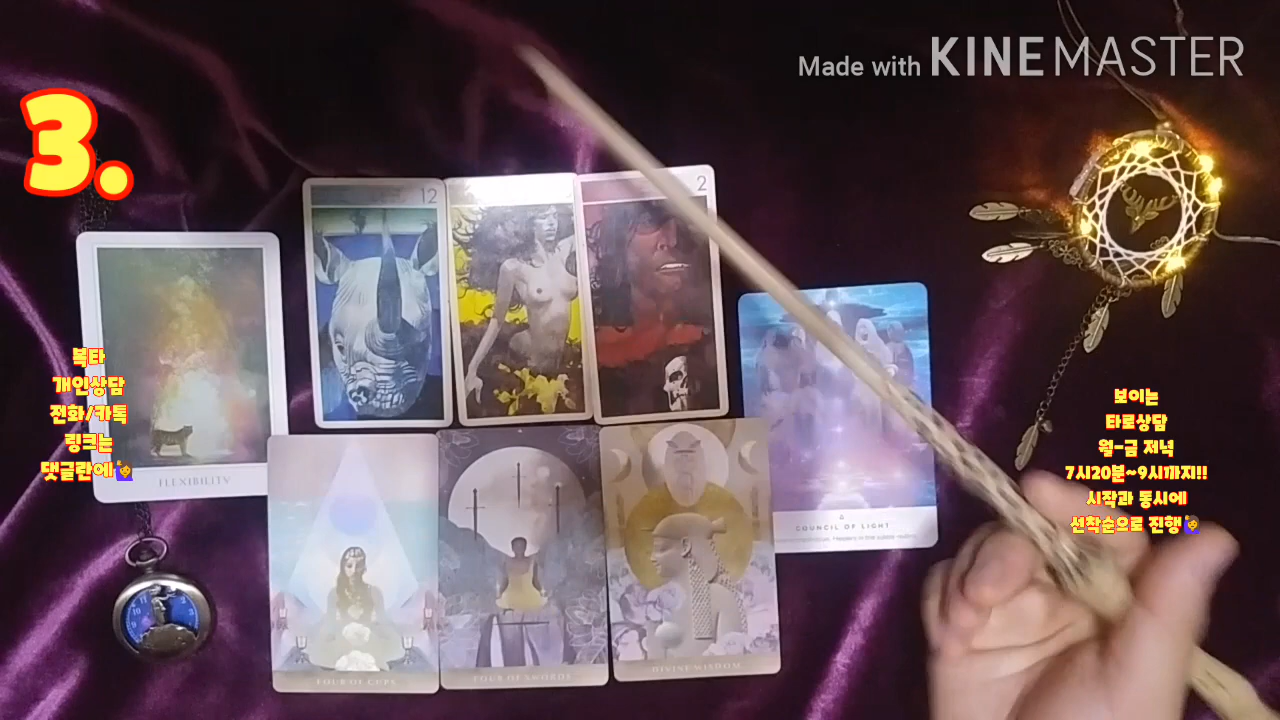 Made with KINEMASTER
3.
12
2
복타
개인상담
전화/카톡
링크는
댓글란에🙋‍♀️
보이는
타로상담
월-금 저녁
7시20분~9시까지!!
시작과 동시에
선착순으로 진행🙋‍♀️
FLEXIBILITY
COUNCIL OF LIGHT
FOUR OF CUPS
FOUR OF SWORDS
DIVINE WISDOM